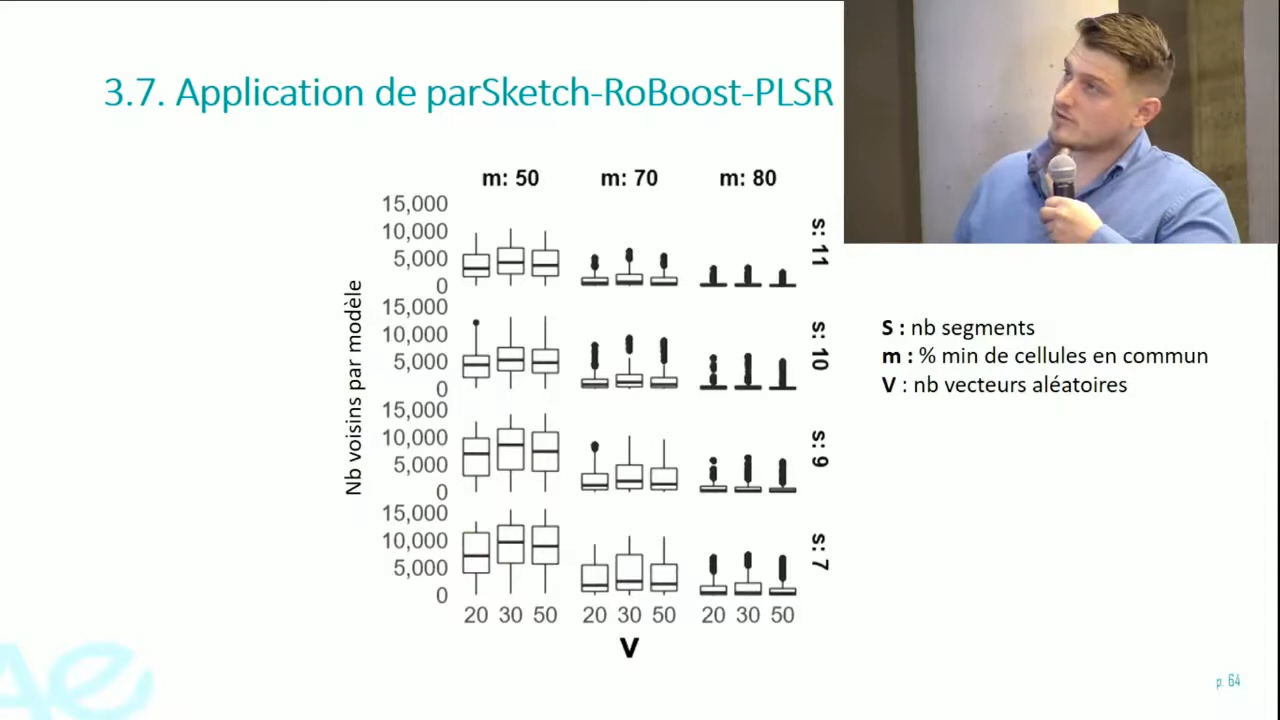 3.7. Application de parSketch-RoBoost-PLSR
m: 50 m: 70 m: 80
Nb voisins par modèle
15,000
10,000
5,000
0
s: 11
15,000
10,000
5,000
0
s: 10
15,000
10,000
5,000
0
s: 9
15,000
10,000
5,000
0
s: 7
20 30 50 20 30 50 20 30 50
V
S : nb segments
m : % min de cellules en commun
V : nb vecteurs aléatoires
p. 64